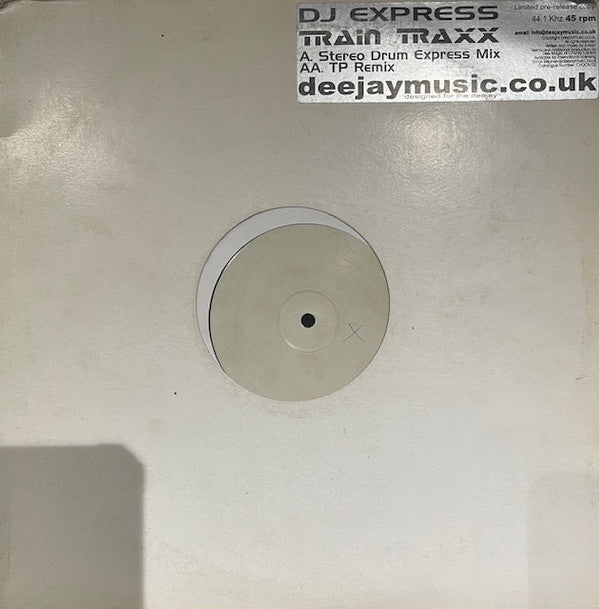 DJ EXPRESS
TRAIN TRAXX
A. Stereo Drum Express Mix
AA. TP Remix
deejaymusic.co.uk
designed for the deejay
Limited pre-release copy
44.1 Khz 45 rpm
email info@deejaymusic.co.uk
X